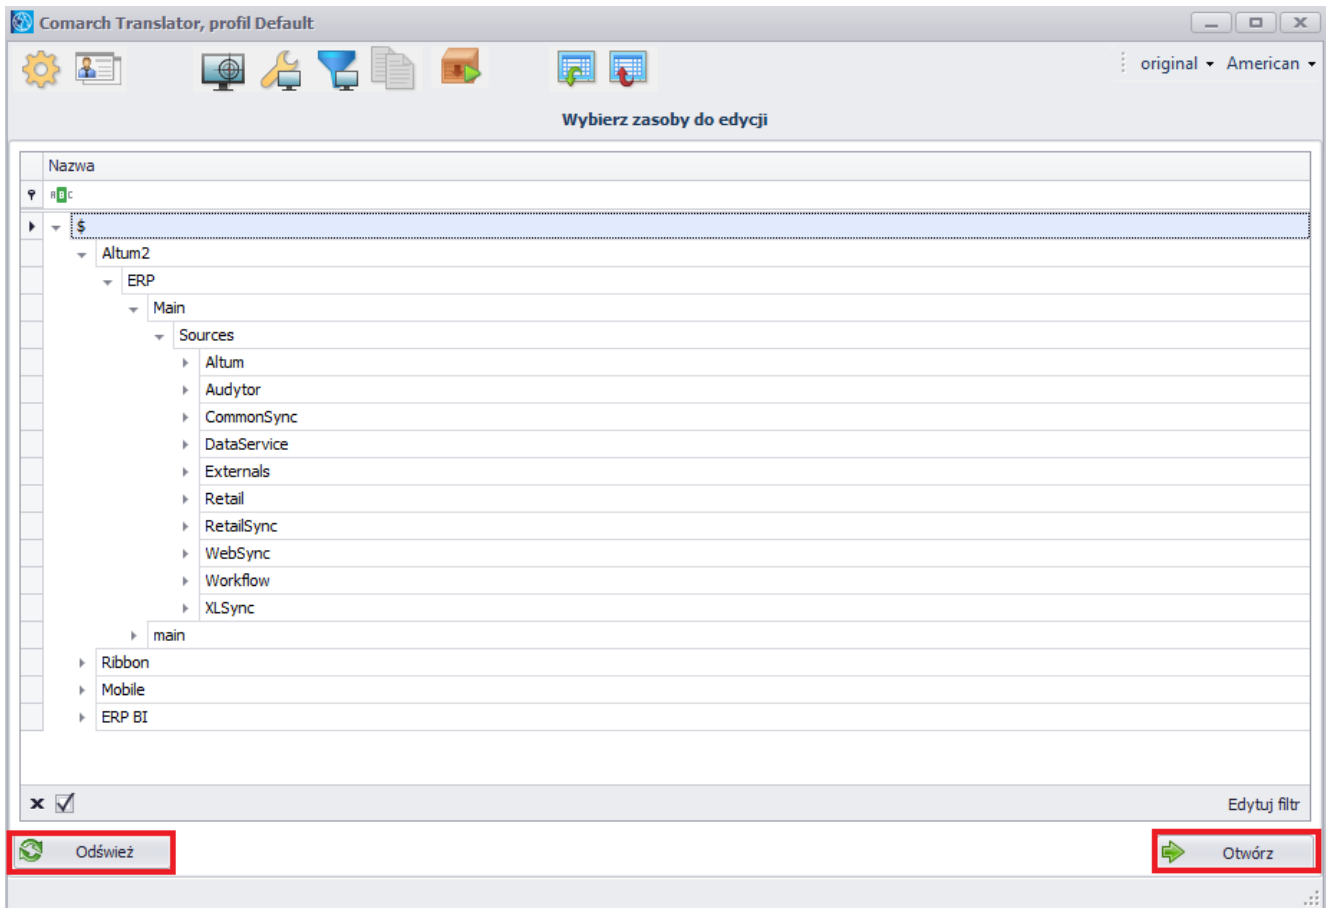 Comarch Translator, profil Default
original American
Wybierz zasoby do edycji
Nazwa
ABC
$
Altum2
ERP
Main
Sources
Altum
Audytor
CommonSync
DataService
Externals
Retail
RetailSync
WebSync
Workflow
XLSync
main
Ribbon
Mobile
ERP BI
Edytuj filtr
Odśwież Otwórz